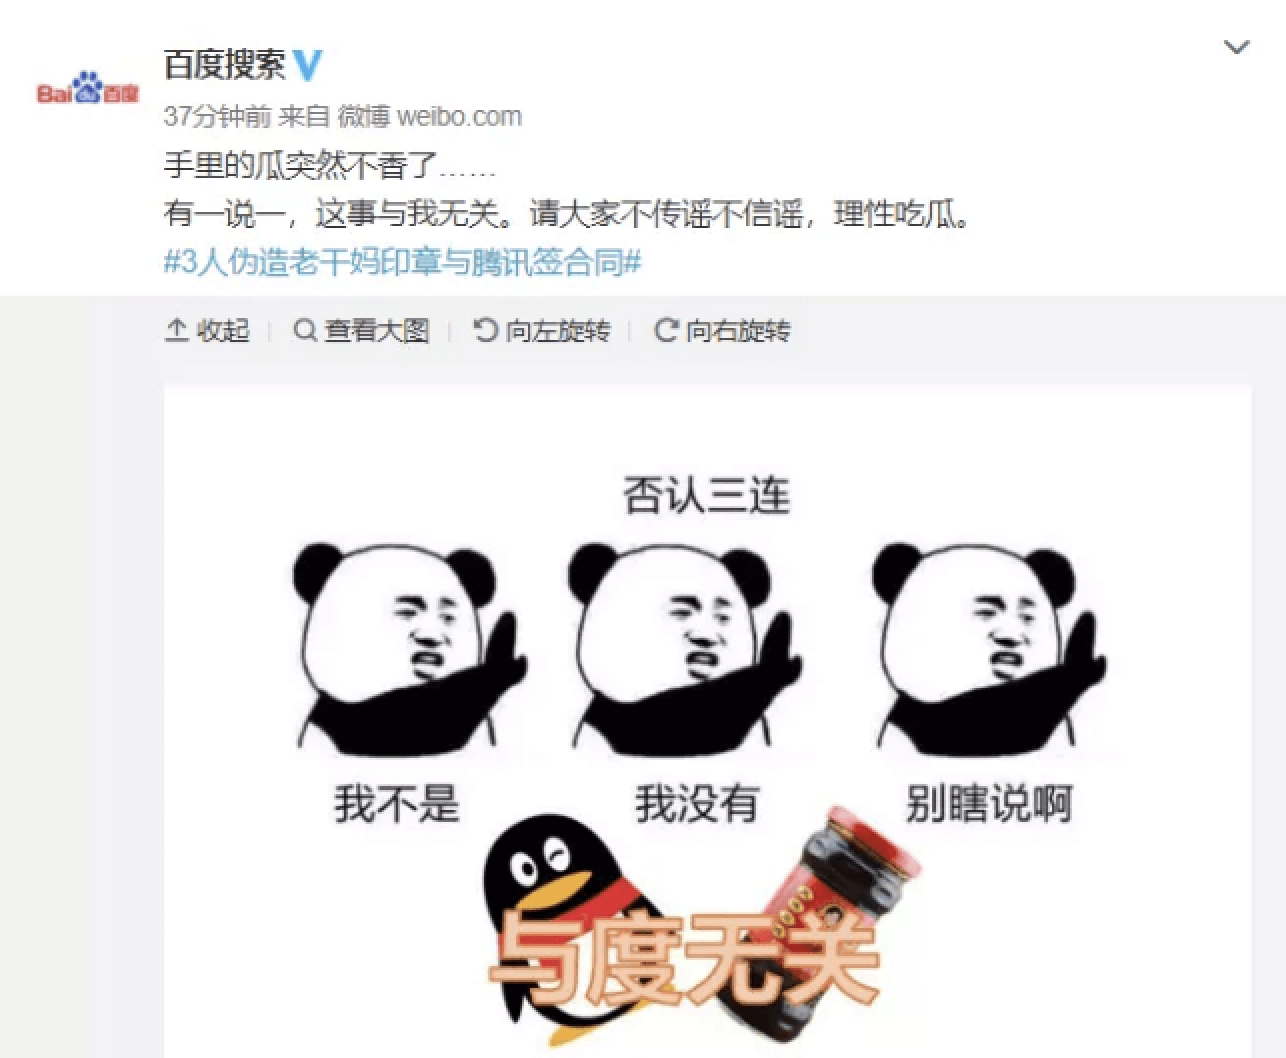 百度搜索 V
Bai du 百度
37分钟前 来自 微博 weibo.com
手里的瓜突然不香了……
有一说一，这事与我无关。请大家不传谣不信谣，理性吃瓜。
#3人伪造老干妈印章与腾讯签合同#
收起 查看大图 向左旋转 向右旋转
否认三连
我不是 我没有 别瞎说啊
与度无关